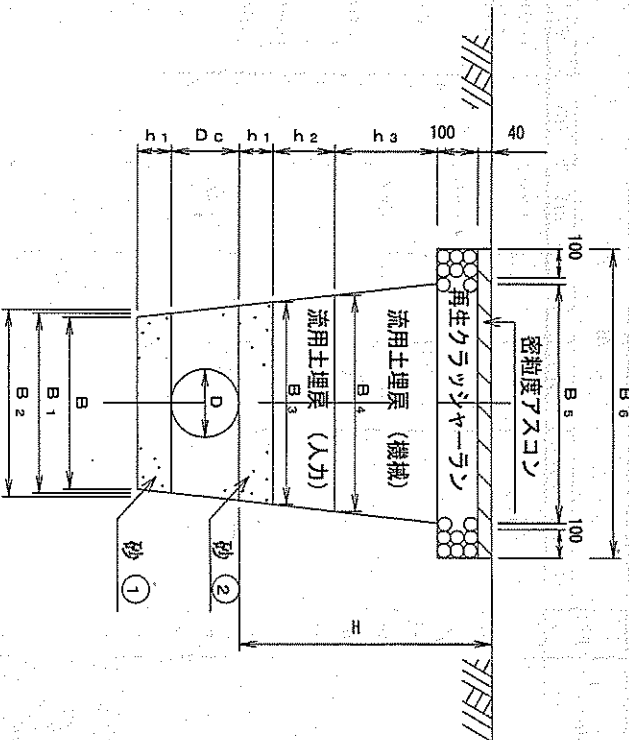 B₆
100
B₅
100
密粒度アスコン
再生クラッシャーラン
流用土埋戻 (機械)
B₄
流用土埋戻 (人力)
B₃
D
B
B₁
B₂
40
100
h₃
h₂
h₁
Dc
h₁
H
砂 ②
砂 ①